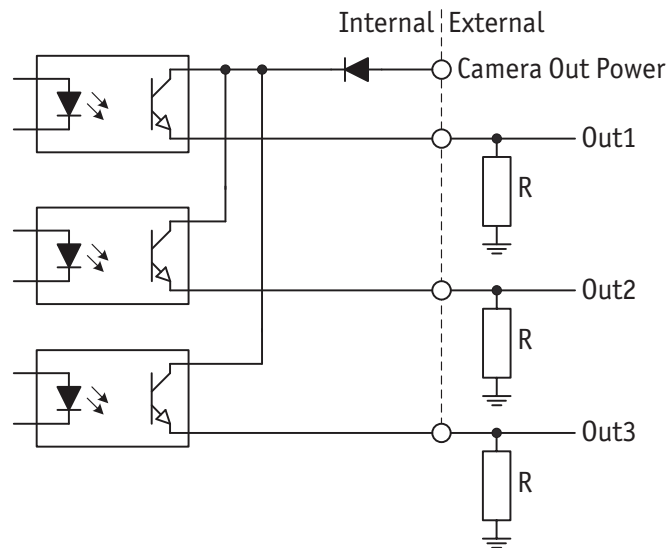 Internal External
Camera Out Power
Out1
R
Out2
R
Out3
R